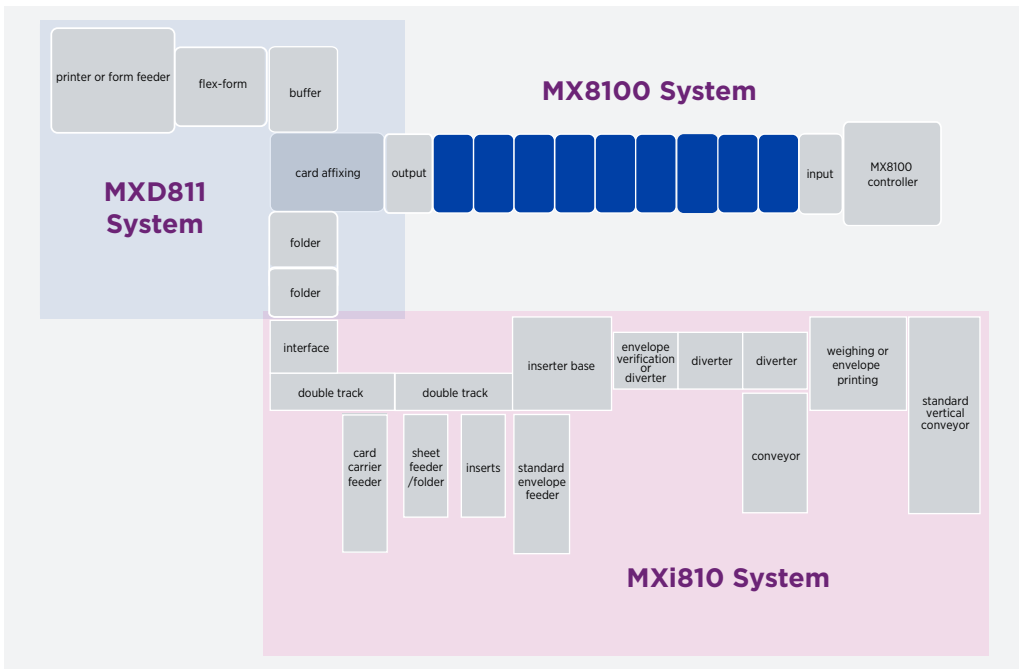 printer or form feeder
flex-form
buffer
MX8100 System
card affixing
output
input
MX8100
controller
MXD811
System
folder
folder
interface
double track
double track
inserter base
envelope
verification
or
diverter
diverter
diverter
weighing or
envelope
printing
standard
vertical
conveyor
card
carrier
feeder
sheet
feeder
/folder
inserts
standard
envelope
feeder
conveyor
MXi810 System